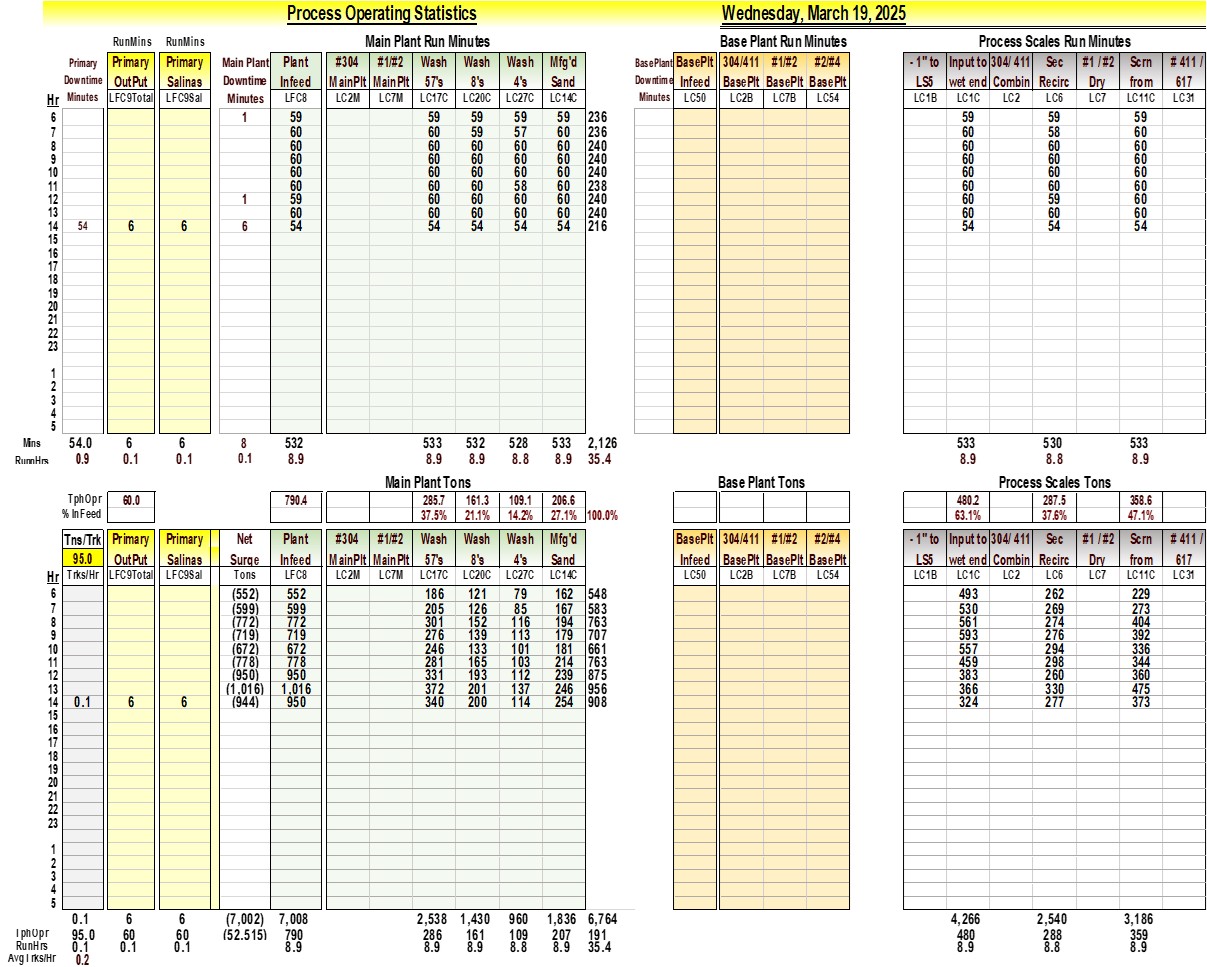 Process Operating Statistics Wednesday, March 19, 2025
RunMins RunMins Main Plant Run Minutes Base Plant Run Minutes Process Scales Run Minutes
Primary Primary Primary Main Plant Plant #304 #1/#2 Wash Wash Wash Mfg'd BasePlant BasePlt 304/411 #1/#2 #2/#4 - 1" to Input to 304/ 411 Sec #1 / #2 Scrn # 411 /
Downtime OutPut Salinas Downtime Infeed MainPlt MainPlt 57's 8's 4's Sand Downtime Infeed BasePlt BasePlt BasePlt LS5 wet end Combin Recirc Dry from 617
Hr Minutes LFC9Total LFC9Sal Minutes LFC8 LC2M LC7M LC17C LC20C LC27C LC14C Minutes LC50 LC2B LC7B LC54 LC1B LC1C LC2 LC6 LC7 LC11C LC31
6 1 59 59 59 59 59 236 59 59 59
7 60 60 59 57 60 236 60 58 60
8 60 60 60 60 60 240 60 60 60
9 60 60 60 60 60 240 60 60 60
10 60 60 60 60 60 240 60 60 60
11 60 60 60 58 60 238 60 60 60
12 1 59 60 60 60 60 240 60 59 60
13 60 60 60 60 60 240 60 60 60
14 54 6 6 6 54 54 54 54 54 216 54 54 54
15
16
17
18
19
20
21
22
23
1
2
3
4
5
Mins 54.0 6 6 8 532 533 532 528 533 2,126 533 530 533
RunnHrs 0.9 0.1 0.1 0.1 8.9 8.9 8.9 8.8 8.9 35.4 8.9 8.8 8.9
Main Plant Tons Base Plant Tons Process Scales Tons
TphOpr 60.0 790.4 285.7 161.3 109.1 206.6 480.2 287.5 358.6
% InFeed 37.5% 21.1% 14.2% 27.1% 100.0% 63.1% 37.6% 47.1%
Tns/Trk Primary Primary Net Plant #304 #1/#2 Wash Wash Wash Mfg'd BasePlt 304/411 #1/#2 #2/#4 - 1" to Input to 304/ 411 Sec #1 / #2 Scrn # 411 /
95.0 OutPut Salinas Surge Infeed MainPlt MainPlt 57's 8's 4's Sand Infeed BasePlt BasePlt BasePlt LS5 wet end Combin Recirc Dry from 617
Hr Trks/Hr LFC9Total LFC9Sal Tons LFC8 LC2M LC7M LC17C LC20C LC27C LC14C LC50 LC2B LC7B LC54 LC1B LC1C LC2 LC6 LC7 LC11C LC31
6 (552) 552 186 121 79 162 548 493 262 229
7 (599) 599 205 126 85 167 583 530 269 273
8 (772) 772 301 152 116 194 763 561 274 404
9 (719) 719 276 139 113 179 707 593 276 392
10 (672) 672 246 133 101 181 661 557 294 336
11 (778) 778 281 165 103 214 763 459 298 344
12 (950) 950 331 193 112 239 875 383 260 360
13 (1,016) 1,016 372 201 137 246 956 366 330 475
14 0.1 6 6 (944) 950 340 200 114 254 908 324 277 373
15
16
17
18
19
20
21
22
23
1
2
3
4
5
0.1 6 6 (7,002) 7,008 2,538 1,430 960 1,836 6,764 4,266 2,540 3,186
TphOpr 95.0 60 60 (52.515) 790 286 161 109 207 191 480 288 359
RunHrs 0.1 0.1 0.1 8.9 8.9 8.9 8.8 8.9 35.4 8.9 8.8 8.9
AvgTrks/Hr 0.2